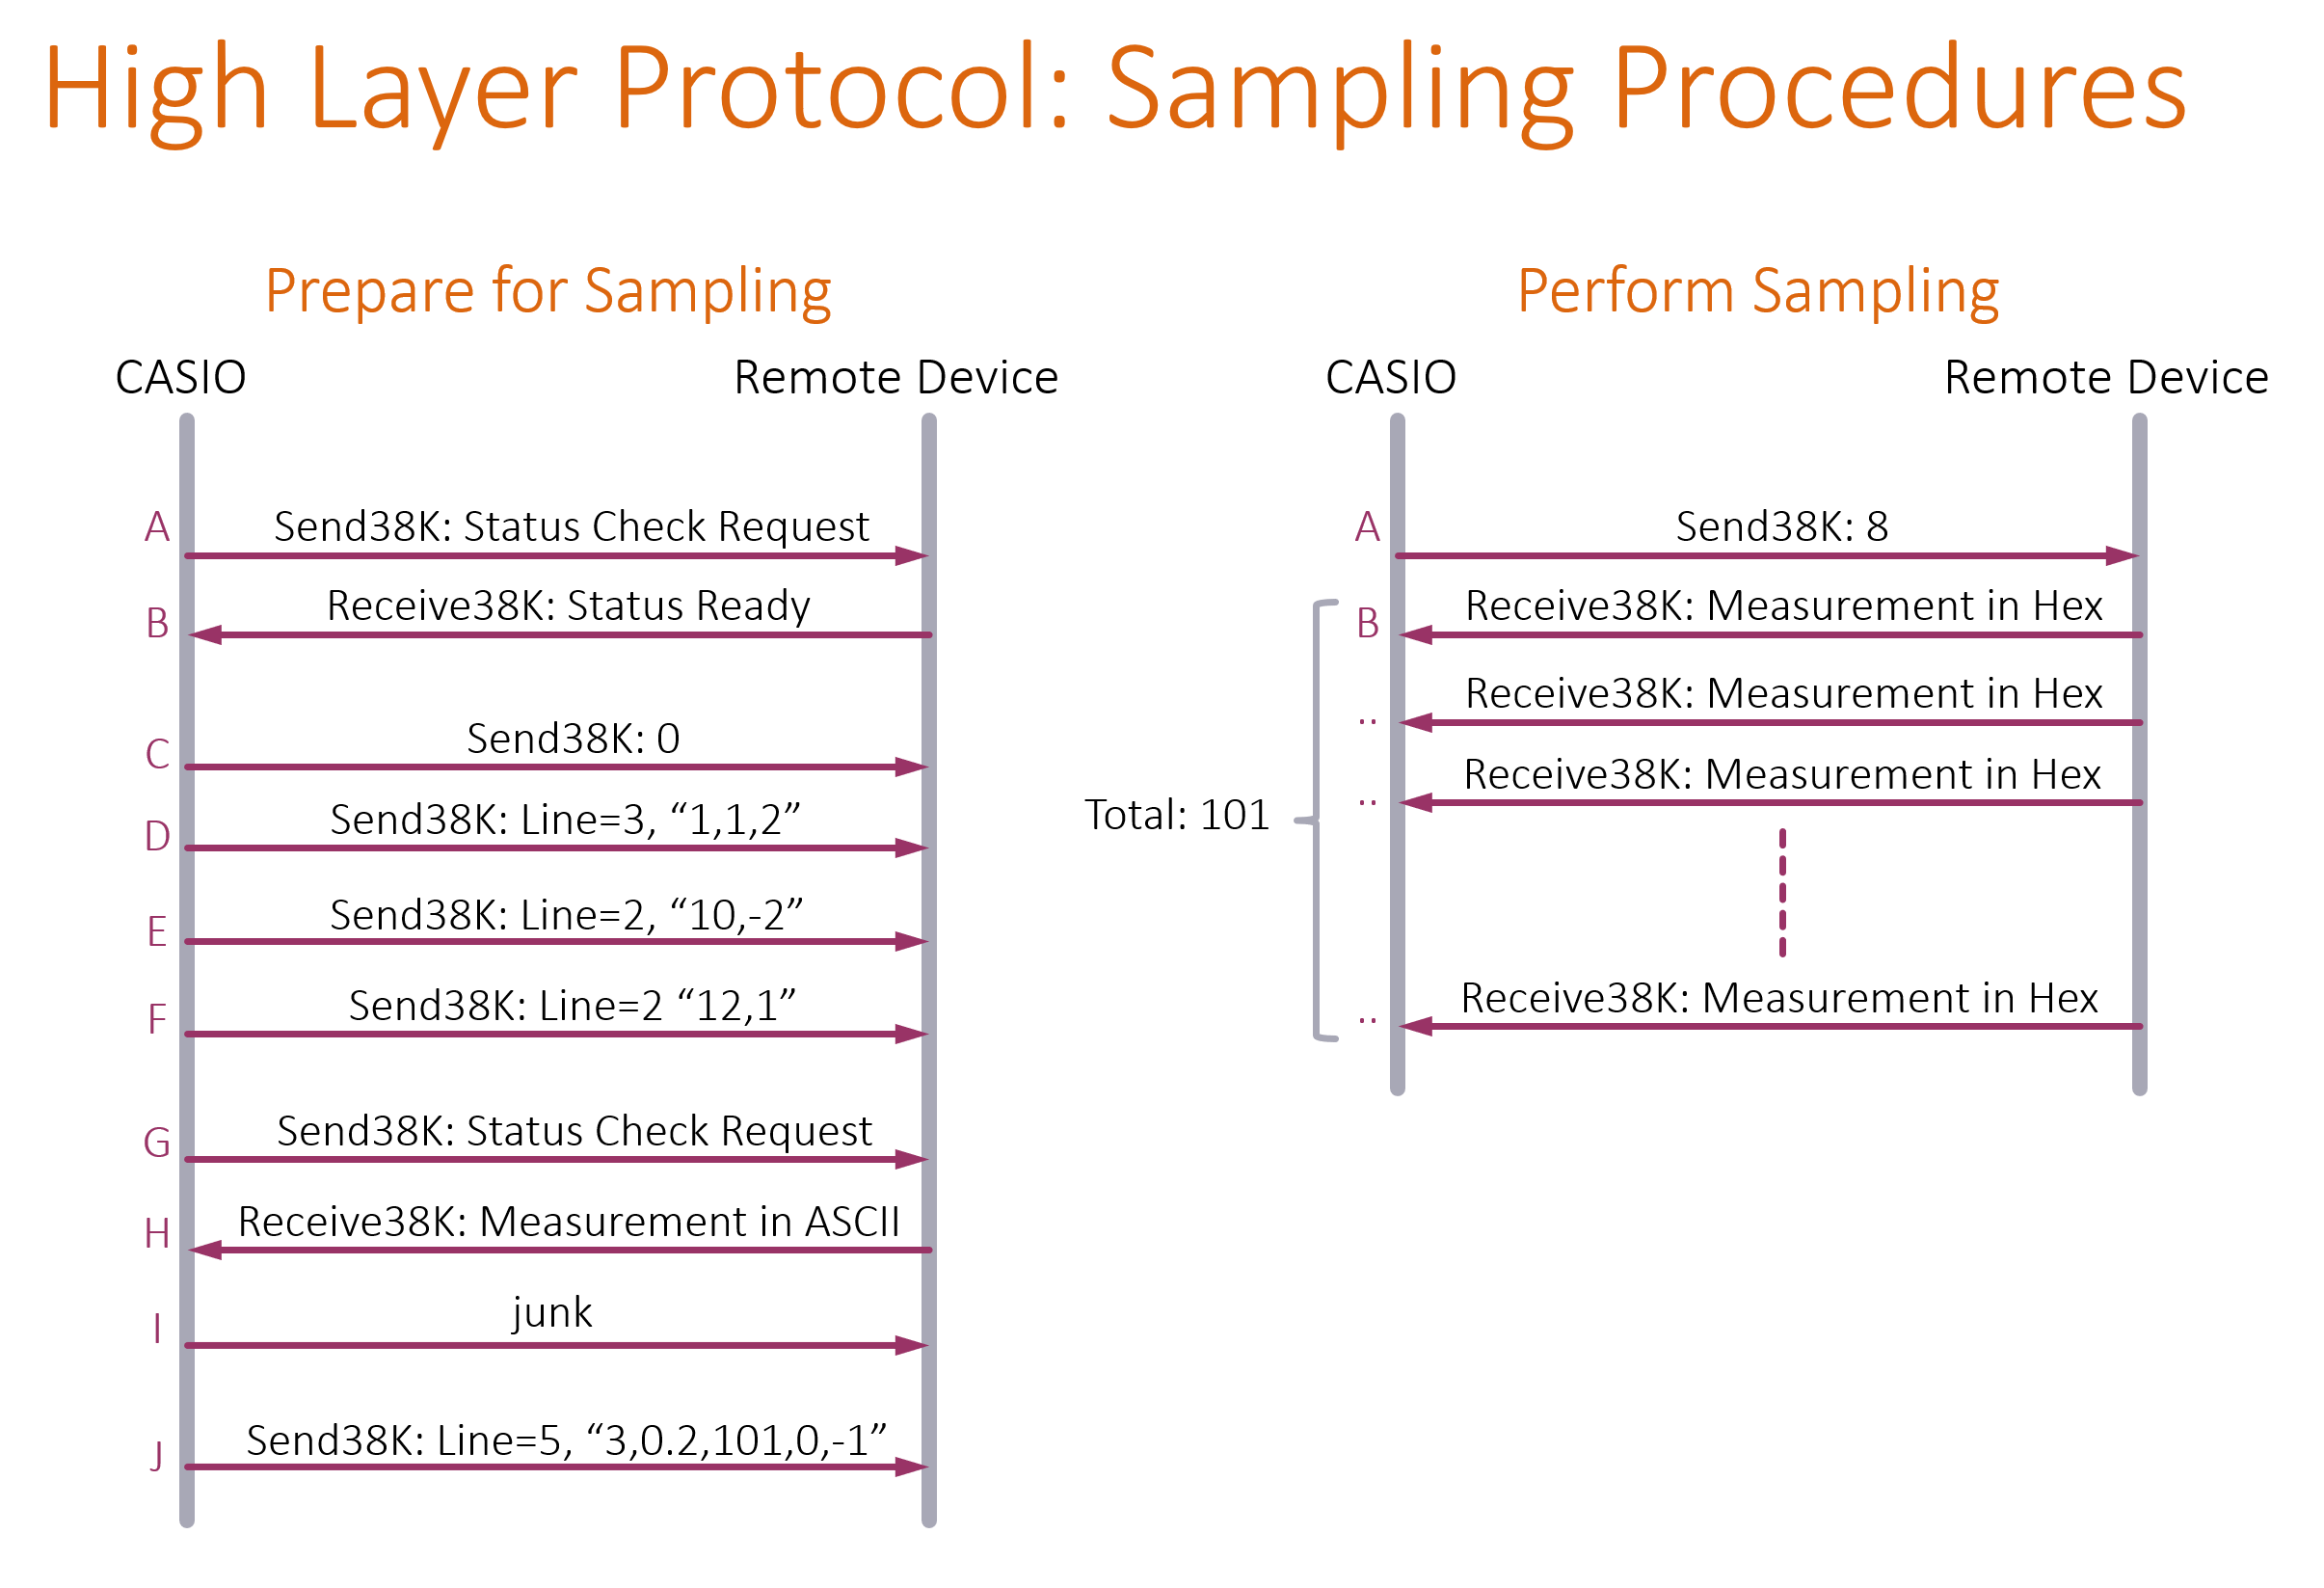 High Layer Protocol: Sampling Procedures
Prepare for Sampling
CASIO Remote Device
A Send38K: Status Check Request
B Receive38K: Status Ready
C Send38K: 0
D Send38K: Line=3, “1,1,2”
E Send38K: Line=2, “10,-2”
F Send38K: Line=2 “12,1”
G Send38K: Status Check Request
H Receive38K: Measurement in ASCII
I junk
J Send38K: Line=5, “3,0.2,101,0,-1”
Perform Sampling
CASIO Remote Device
A Send38K: 8
B Receive38K: Measurement in Hex
.. Receive38K: Measurement in Hex
.. Receive38K: Measurement in Hex
Total: 101
.. Receive38K: Measurement in Hex